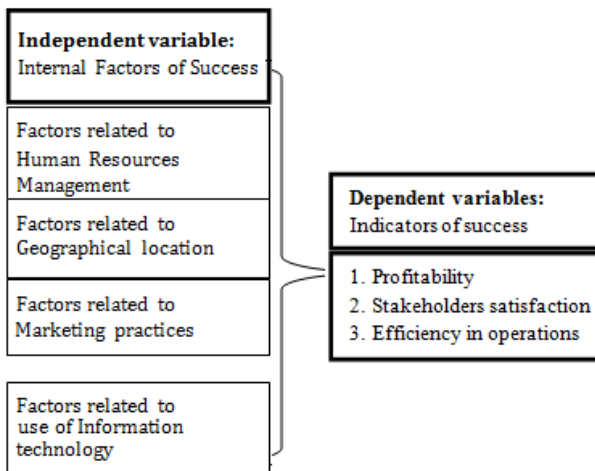 Independent variable:
Internal Factors of Success
Factors related to
Human Resources
Management
Factors related to
Geographical location
Factors related to
Marketing practices
Factors related to
use of Information
technology
Dependent variables:
Indicators of success
1. Profitability
2. Stakeholders satisfaction
3. Efficiency in operations